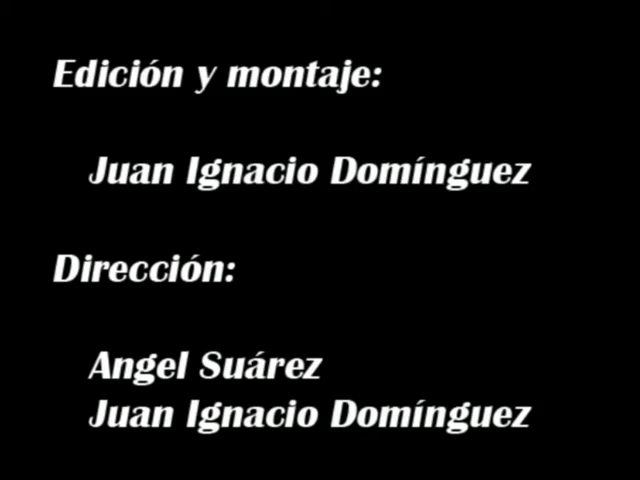 Edición y montaje:
Juan Ignacio Domínguez
Dirección:
Angel Suárez
Juan Ignacio Domínguez